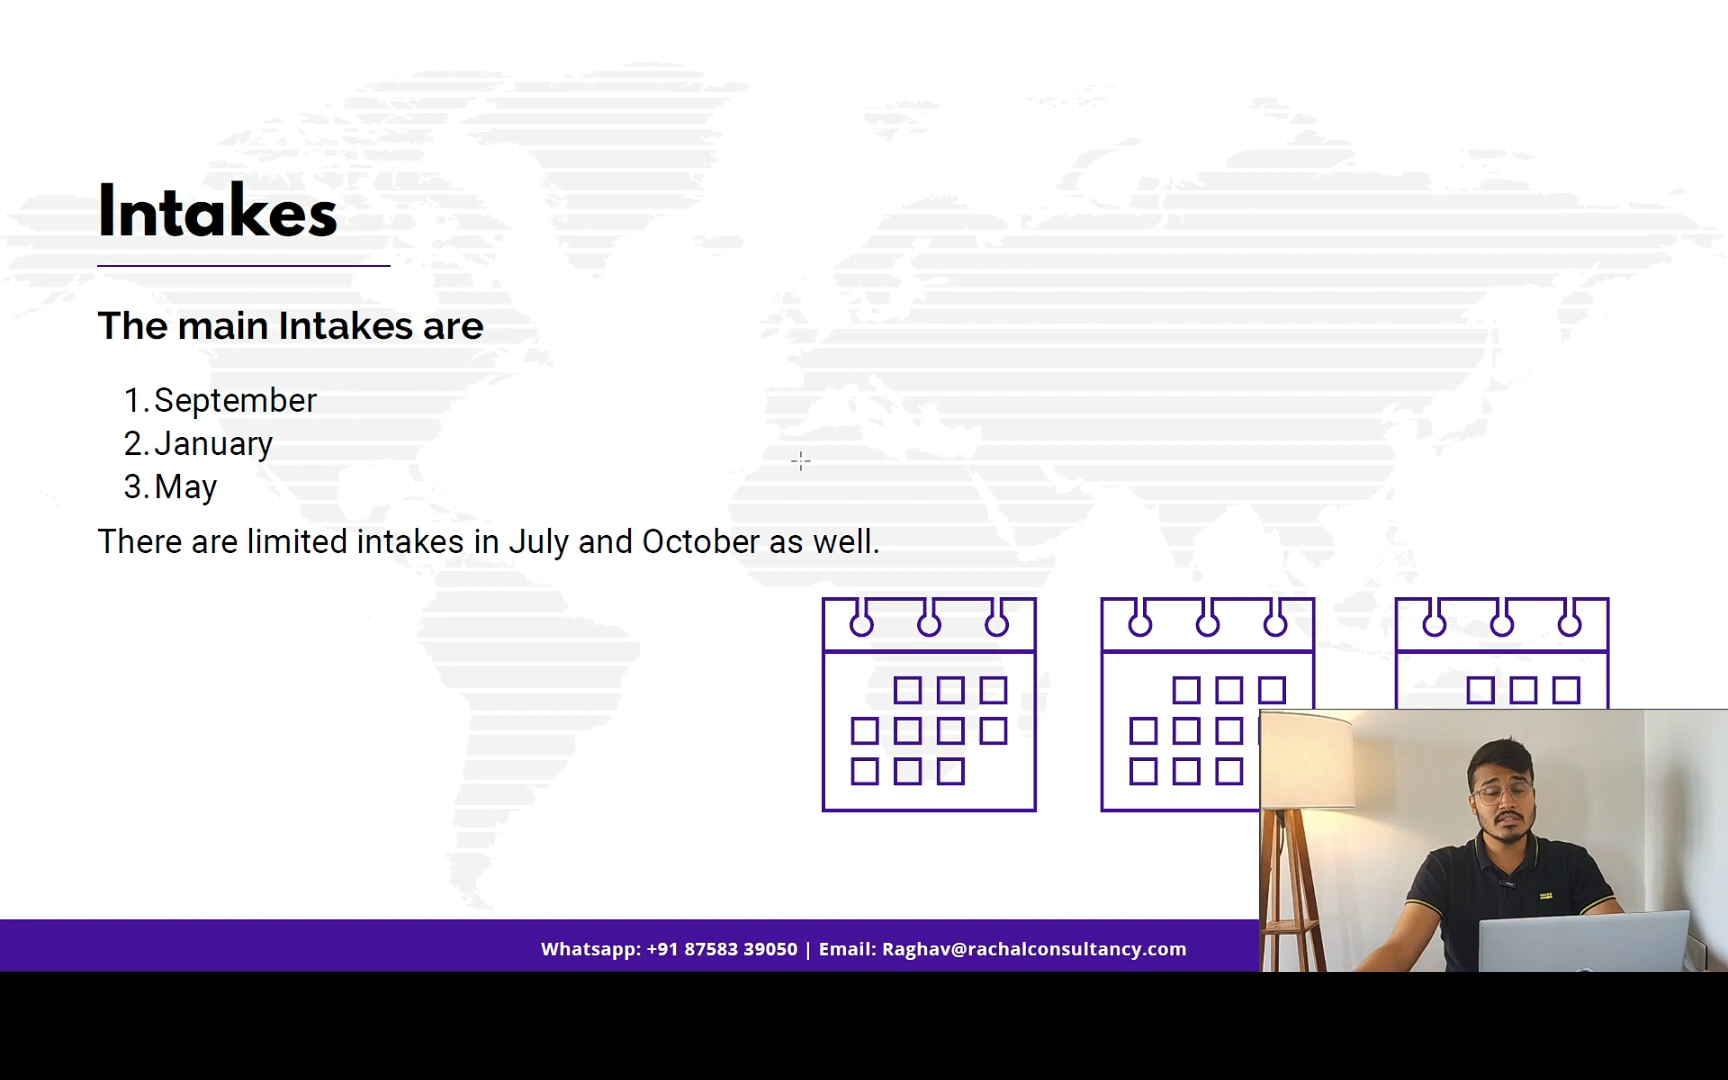 Intakes
The main Intakes are
1. September
2. January
3. May
There are limited intakes in July and October as well.
Whatsapp: +91 87583 39050 | Email: Raghav@rachalconsultancy.com